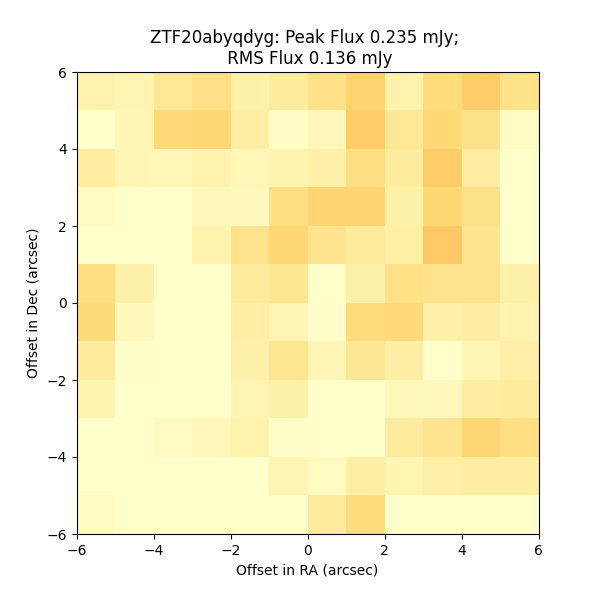 ZTF20abyqdyg: Peak Flux 0.235 mJy;
RMS Flux 0.136 mJy
6
4
2
0
−2
−4
−6
Offset in Dec (arcsec)
−6 −4 −2 0 2 4 6
Offset in RA (arcsec)